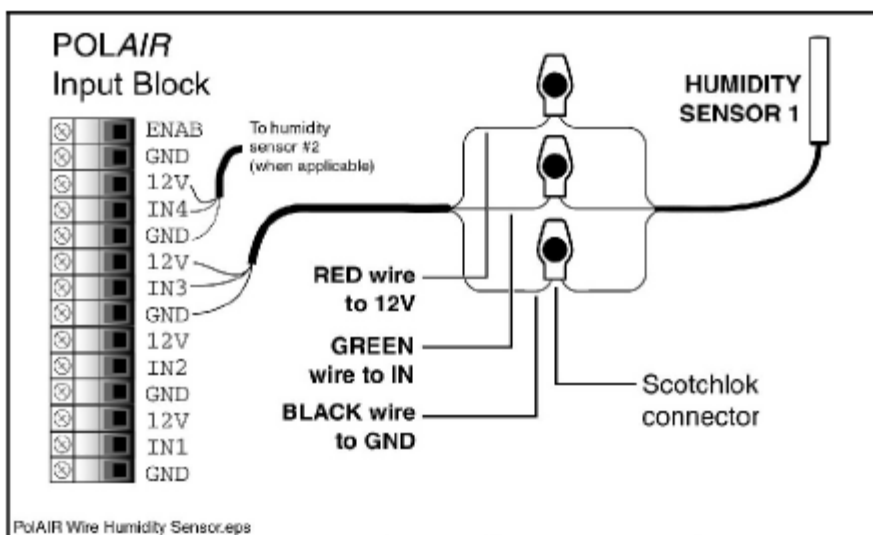 POLAIR
Input Block
ENAB
GND
12V
IN4
GND
12V
IN3
GND
12V
IN2
GND
12V
IN1
GND
To humidity
sensor #2
(when applicable)
HUMIDITY
SENSOR 1
RED wire
to 12V
GREEN
wire to IN
BLACK wire
to GND
Scotchlok
connector
PolAIR Wire Humidity Sensor.eps